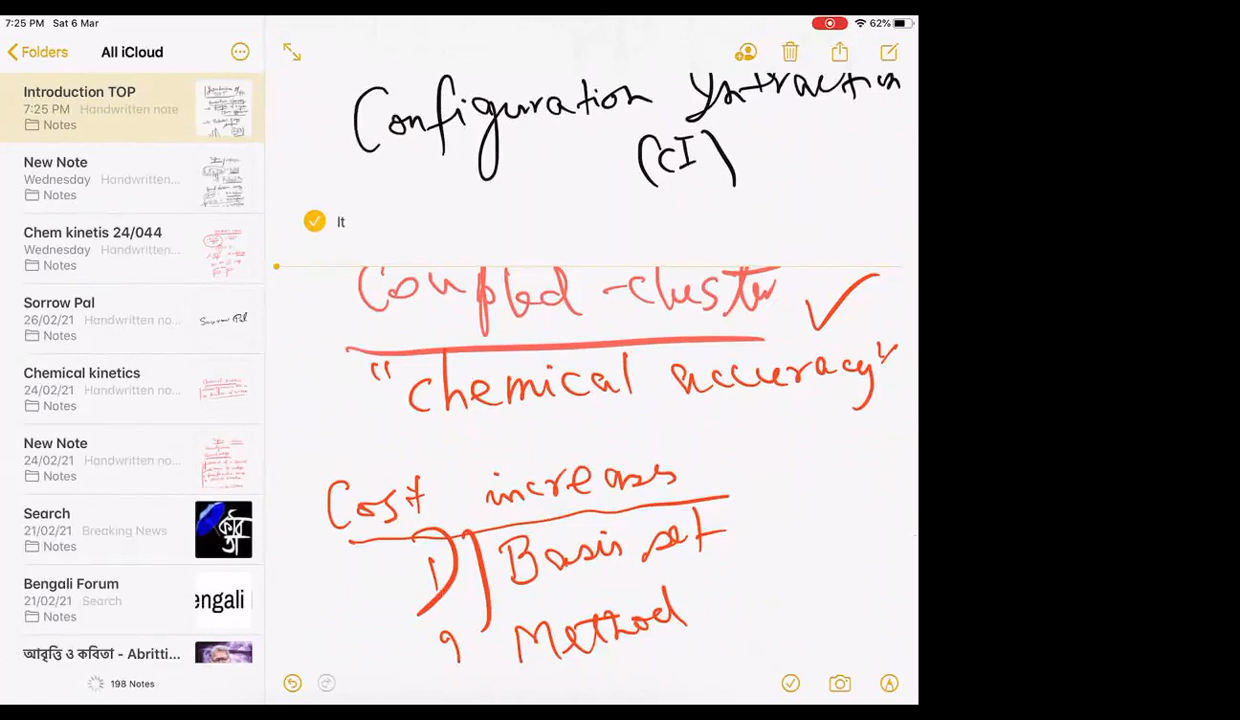 7:25 PM Sat 6 Mar
62%
Folders
All iCloud
Introduction TOP
7:25 PM Handwritten note
Notes
New Note
Wednesday Handwritten...
Notes
Chem kinetis 24/044
Wednesday Handwritten...
Notes
Sorrow Pal
26/02/21 Handwritten no...
Notes
Chemical kinetics
24/02/21 Handwritten no...
Notes
New Note
24/02/21 Handwritten no...
Notes
Search
21/02/21 Breaking News
Notes
Bengali Forum
21/02/21 Search
Notes
engali
আবৃত্তি ও কবিতা - Abritti...
198 Notes
Configuration Intraction
(CI)
It
Coupled-cluster
"chemical accuracy"
Cost increases
1) Basis set
Method